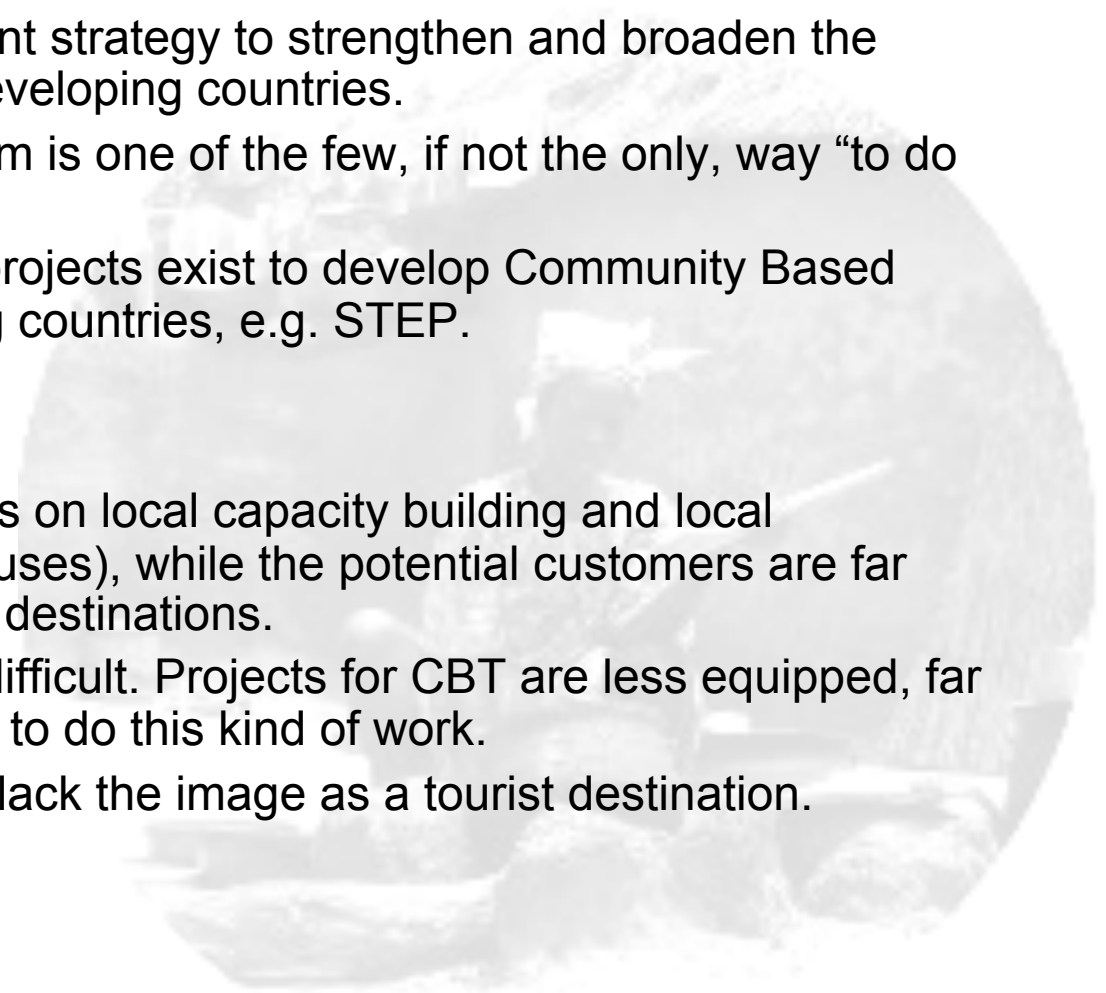 nt strategy to strengthen and broaden the
eveloping countries.
m is one of the few, if not the only, way “to do
rojects exist to develop Community Based
g countries, e.g. STEP.
s on local capacity building and local
uses), while the potential customers are far
destinations.
ifficult. Projects for CBT are less equipped, far
to do this kind of work.
lack the image as a tourist destination.